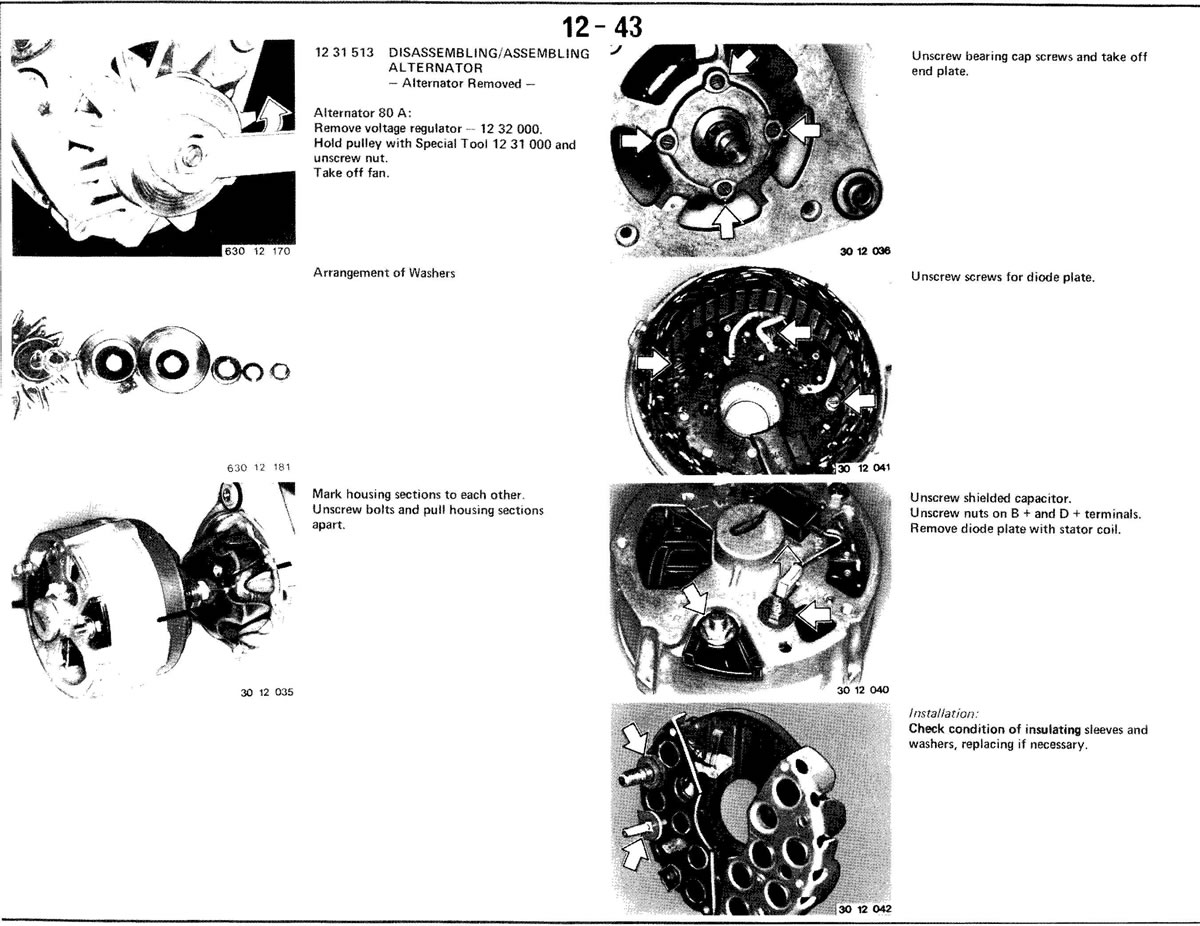 12 - 43
12 31 513 DISASSEMBLING/ASSEMBLING
ALTERNATOR
— Alternator Removed —
Alternator 80 A:
Remove voltage regulator — 12 32 000.
Hold pulley with Special Tool 12 31 000 and
unscrew nut.
Take off fan.
630 12 170
Arrangement of Washers
630 12 181
Mark housing sections to each other.
Unscrew bolts and pull housing sections
apart.
30 12 035
Unscrew bearing cap screws and take off
end plate.
30 12 036
Unscrew screws for diode plate.
30 12 041
Unscrew shielded capacitor.
Unscrew nuts on B + and D + terminals.
Remove diode plate with stator coil.
30 12 040
Installation:
Check condition of insulating sleeves and
washers, replacing if necessary.
30 12 042